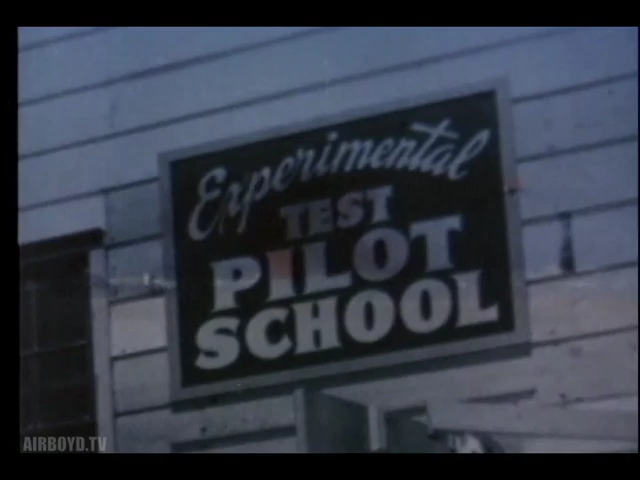 Experimental
TEST
PILOT
SCHOOL
AIRBOYD.TV